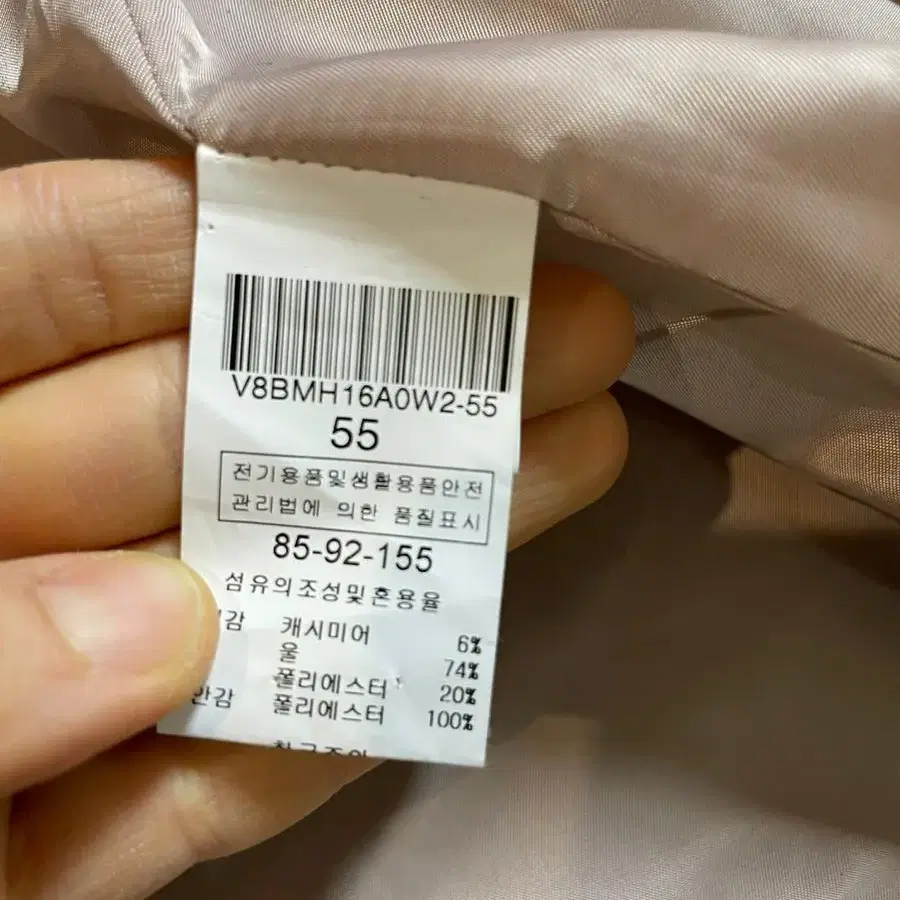 V8BMH16A0W2-55
55
전기용품및생활용품안전
관리법에 의한 품질표시
85-92-155
섬유의조성및혼용율
캐시미어 6%
울 74%
폴리에스터 20%
안감 폴리에스터 100%